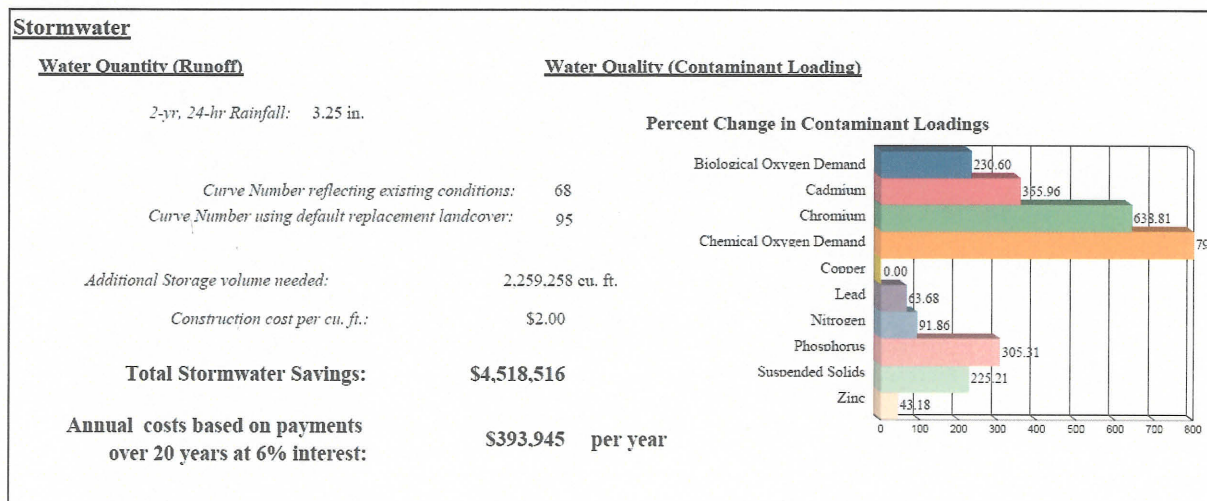 Stormwater
Water Quantity (Runoff)
Water Quality (Contaminant Loading)
2-yr, 24-hr Rainfall: 3.25 in.
Curve Number reflecting existing conditions: 68
Curve Number using default replacement landcover: 95
Additional Storage volume needed: 2,259,258 cu. ft.
Construction cost per cu. ft.: $2.00
Total Stormwater Savings: $4,518,516
Annual costs based on payments
over 20 years at 6% interest: $393,945 per year
Percent Change in Contaminant Loadings
Biological Oxygen Demand 230.60
Cadmium 355.96
Chromium 638.81
Chemical Oxygen Demand 79
Copper 0.00
Lead 63.68
Nitrogen 91.86
Phosphorus 305.31
Suspended Solids 225.21
Zinc 43.18
0 100 200 300 400 500 600 700 800